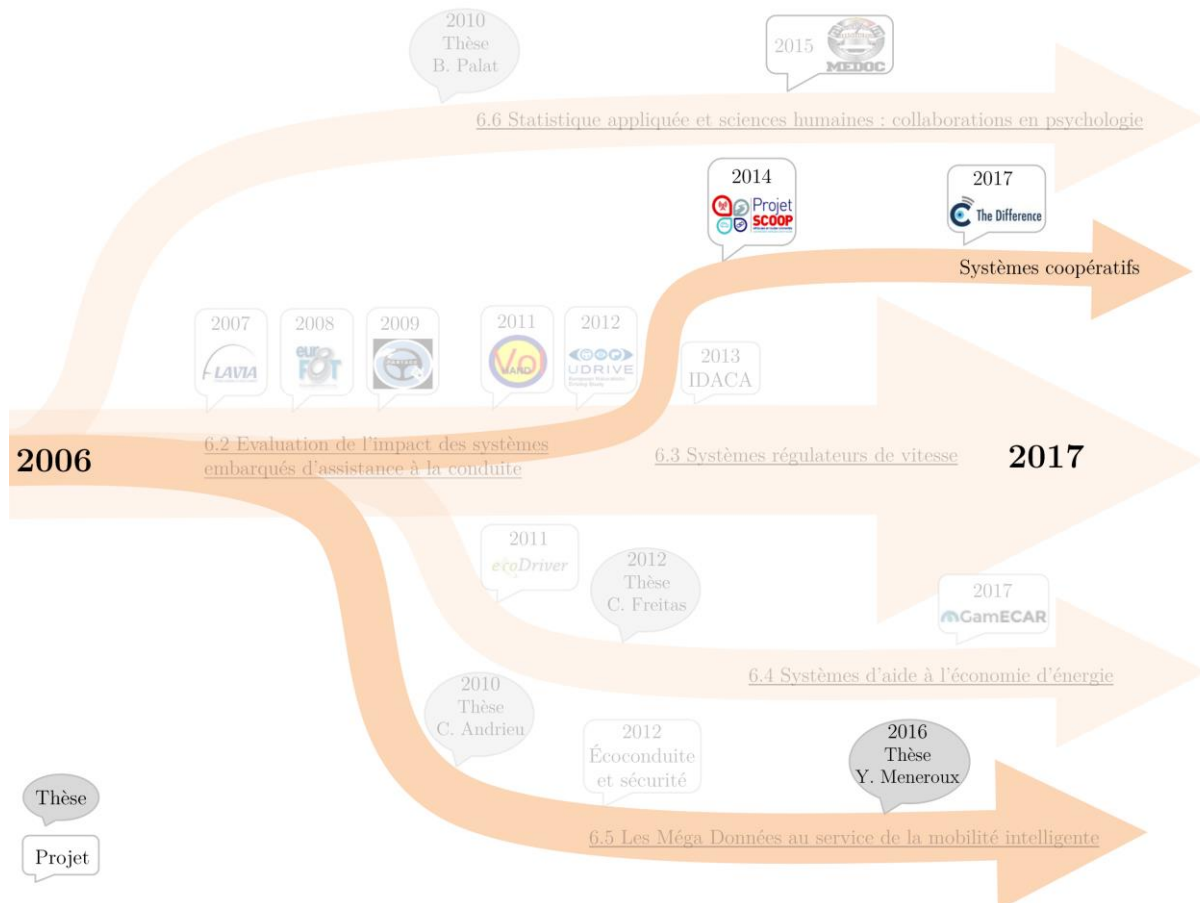 2010
Thèse
B. Palat
2015
MEDOC
6.6 Statistique appliquée et sciences humaines : collaborations en psychologie
2014
Projet
SCOOP
2017
The Difference
Systèmes coopératifs
2007
LAVIA
2008
euro
FOT
2009
2011
Vol
MAND
2012
UDRIVE
2013
IDACA
2006
6.2 Evaluation de l'impact des systèmes
embarqués d'assistance à la conduite
6.3 Systèmes régulateurs de vitesse
2017
2011
ecoDriver
2012
Thèse
C. Freitas
2017
GamECAR
6.4 Systèmes d'aide à l'économie d'énergie
2010
Thèse
C. Andrieu
2012
Écoconduite
et sécurité
2016
Thèse
Y. Meneroux
6.5 Les Méga Données au service de la mobilité intelligente
Thèse
Projet